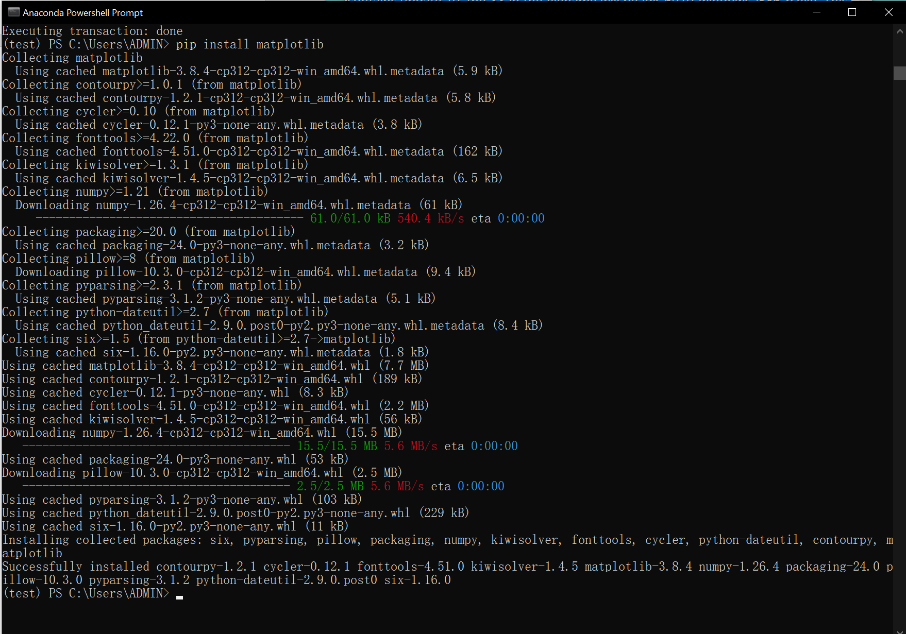 Anaconda Powershell Prompt
Executing transaction: done
(test) PS C:\Users\ADMIN> pip install matplotlib
Collecting matplotlib
  Using cached matplotlib-3.8.4-cp312-cp312-win_amd64.whl.metadata (5.9 kB)
Collecting contourpy>=1.0.1 (from matplotlib)
  Using cached contourpy-1.2.1-cp312-cp312-win_amd64.whl.metadata (5.8 kB)
Collecting cycler>=0.10 (from matplotlib)
  Using cached cycler-0.12.1-py3-none-any.whl.metadata (3.8 kB)
Collecting fonttools>=4.22.0 (from matplotlib)
  Using cached fonttools-4.51.0-cp312-cp312-win_amd64.whl.metadata (162 kB)
Collecting kiwisolver>=1.3.1 (from matplotlib)
  Using cached kiwisolver-1.4.5-cp312-cp312-win_amd64.whl.metadata (6.5 kB)
Collecting numpy>=1.21 (from matplotlib)
  Downloading numpy-1.26.4-cp312-cp312-win_amd64.whl.metadata (61 kB)
     ---------------------------------------- 61.0/61.0 kB 540.4 kB/s eta 0:00:00
Collecting packaging>=20.0 (from matplotlib)
  Using cached packaging-24.0-py3-none-any.whl.metadata (3.2 kB)
Collecting pillow>=8 (from matplotlib)
  Downloading pillow-10.3.0-cp312-cp312-win_amd64.whl.metadata (9.4 kB)
Collecting pyparsing>=2.3.1 (from matplotlib)
  Using cached pyparsing-3.1.2-py3-none-any.whl.metadata (5.1 kB)
Collecting python-dateutil>=2.7 (from matplotlib)
  Using cached python_dateutil-2.9.0.post0-py2.py3-none-any.whl.metadata (8.4 kB)
Collecting six>=1.5 (from python-dateutil>=2.7->matplotlib)
  Using cached six-1.16.0-py2.py3-none-any.whl.metadata (1.8 kB)
Using cached matplotlib-3.8.4-cp312-cp312-win_amd64.whl (7.7 MB)
Using cached contourpy-1.2.1-cp312-cp312-win_amd64.whl (189 kB)
Using cached cycler-0.12.1-py3-none-any.whl (8.3 kB)
Using cached fonttools-4.51.0-cp312-cp312-win_amd64.whl (2.2 MB)
Using cached kiwisolver-1.4.5-cp312-cp312-win_amd64.whl (56 kB)
Downloading numpy-1.26.4-cp312-cp312-win_amd64.whl (15.5 MB)
   ---------------------------------------- 15.5/15.5 MB 5.6 MB/s eta 0:00:00
Using cached packaging-24.0-py3-none-any.whl (53 kB)
Downloading pillow-10.3.0-cp312-cp312-win_amd64.whl (2.5 MB)
   ---------------------------------------- 2.5/2.5 MB 5.6 MB/s eta 0:00:00
Using cached pyparsing-3.1.2-py3-none-any.whl (103 kB)
Using cached python_dateutil-2.9.0.post0-py2.py3-none-any.whl (229 kB)
Using cached six-1.16.0-py2.py3-none-any.whl (11 kB)
Installing collected packages: six, pyparsing, pillow, packaging, numpy, kiwisolver, fonttools, cycler, python-dateutil, contourpy, m
atplotlib
Successfully installed contourpy-1.2.1 cycler-0.12.1 fonttools-4.51.0 kiwisolver-1.4.5 matplotlib-3.8.4 numpy-1.26.4 packaging-24.0 p
illow-10.3.0 pyparsing-3.1.2 python-dateutil-2.9.0.post0 six-1.16.0
(test) PS C:\Users\ADMIN>